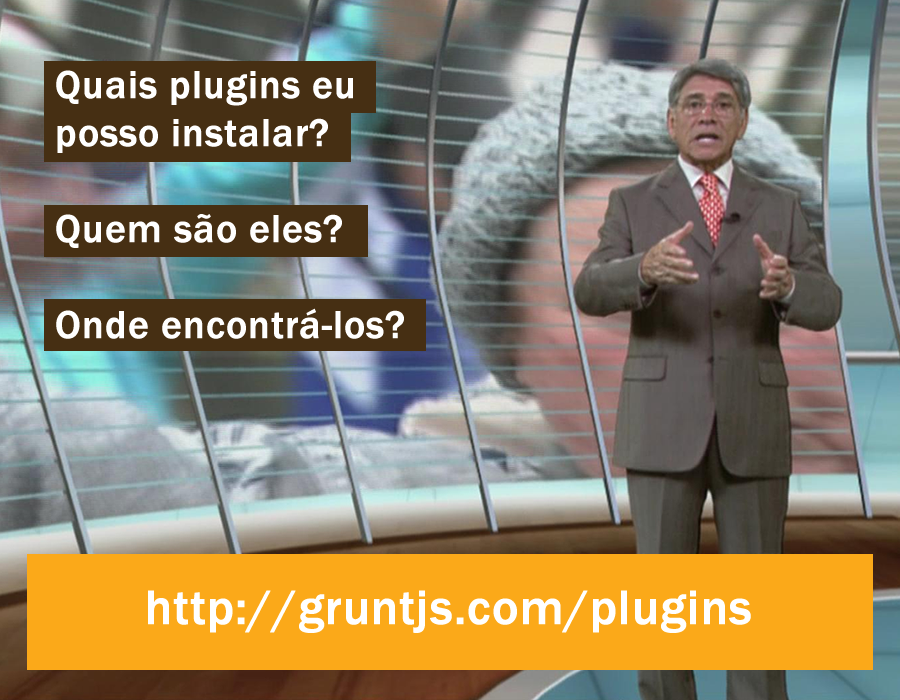 Quais plugins eu
posso instalar?
Quem são eles?
Onde encontrá-los?
http://gruntjs.com/plugins